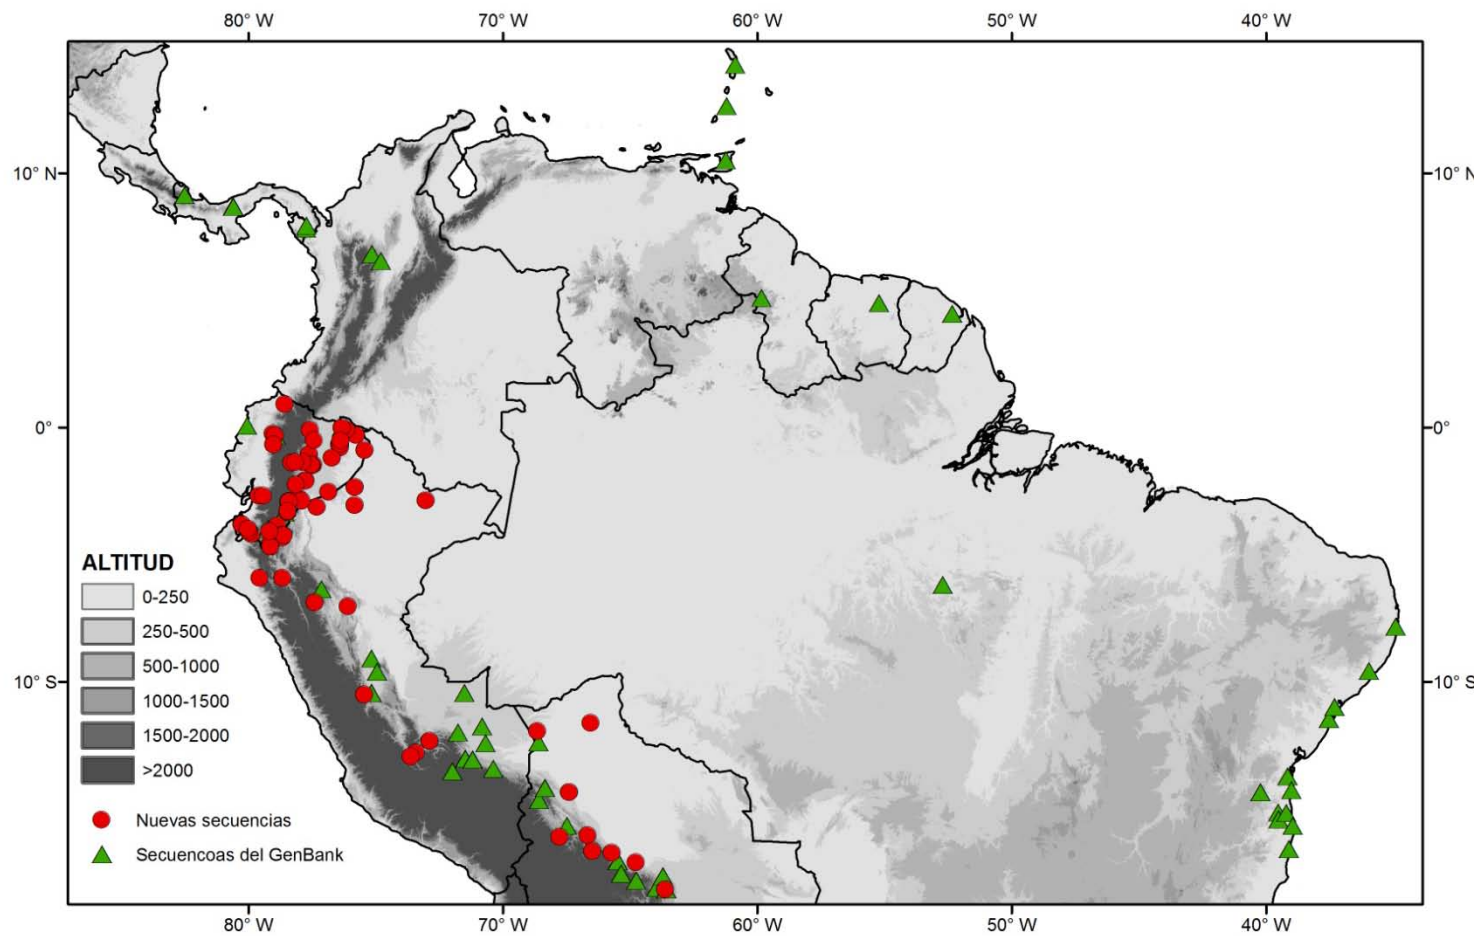 80° W 70° W 60° W 50° W 40° W
10° N 10° N
0° 0°
10° S 10° S
ALTITUD
0-250
250-500
500-1000
1000-1500
1500-2000
>2000
Nuevas secuencias
Secuencoas del GenBank
80° W 70° W 60° W 50° W 40° W